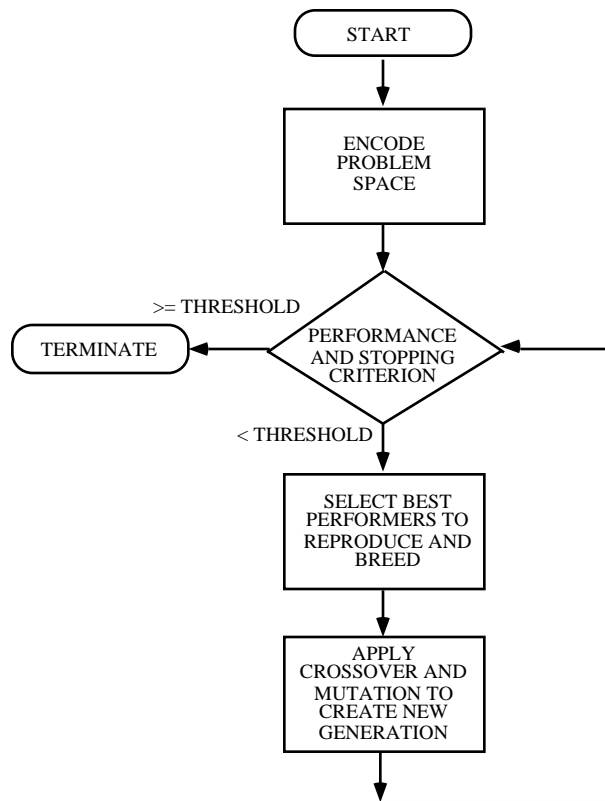 START
ENCODE
PROBLEM
SPACE
>= THRESHOLD
TERMINATE
PERFORMANCE
AND STOPPING
CRITERION
< THRESHOLD
SELECT BEST
PERFORMERS TO
REPRODUCE AND
BREED
APPLY
CROSSOVER AND
MUTATION TO
CREATE NEW
GENERATION